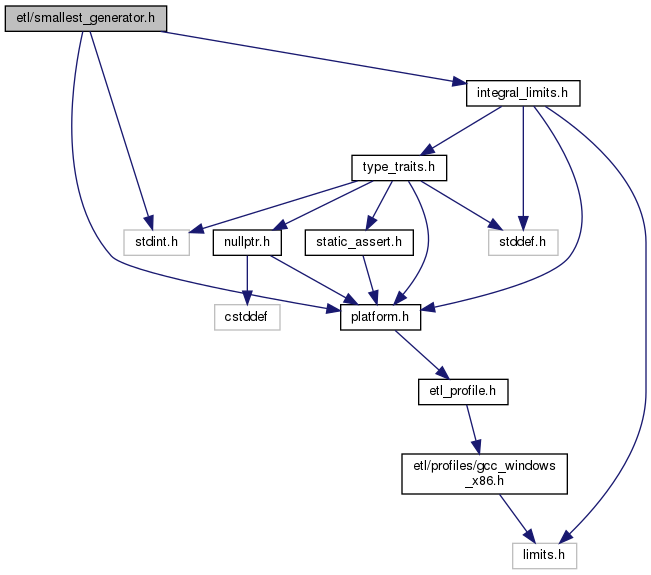 etl/smallest_generator.h
integral_limits.h
type_traits.h
stdint.h
nullptr.h
static_assert.h
stddef.h
cstddef
platform.h
etl_profile.h
etl/profiles/gcc_windows
_x86.h
limits.h